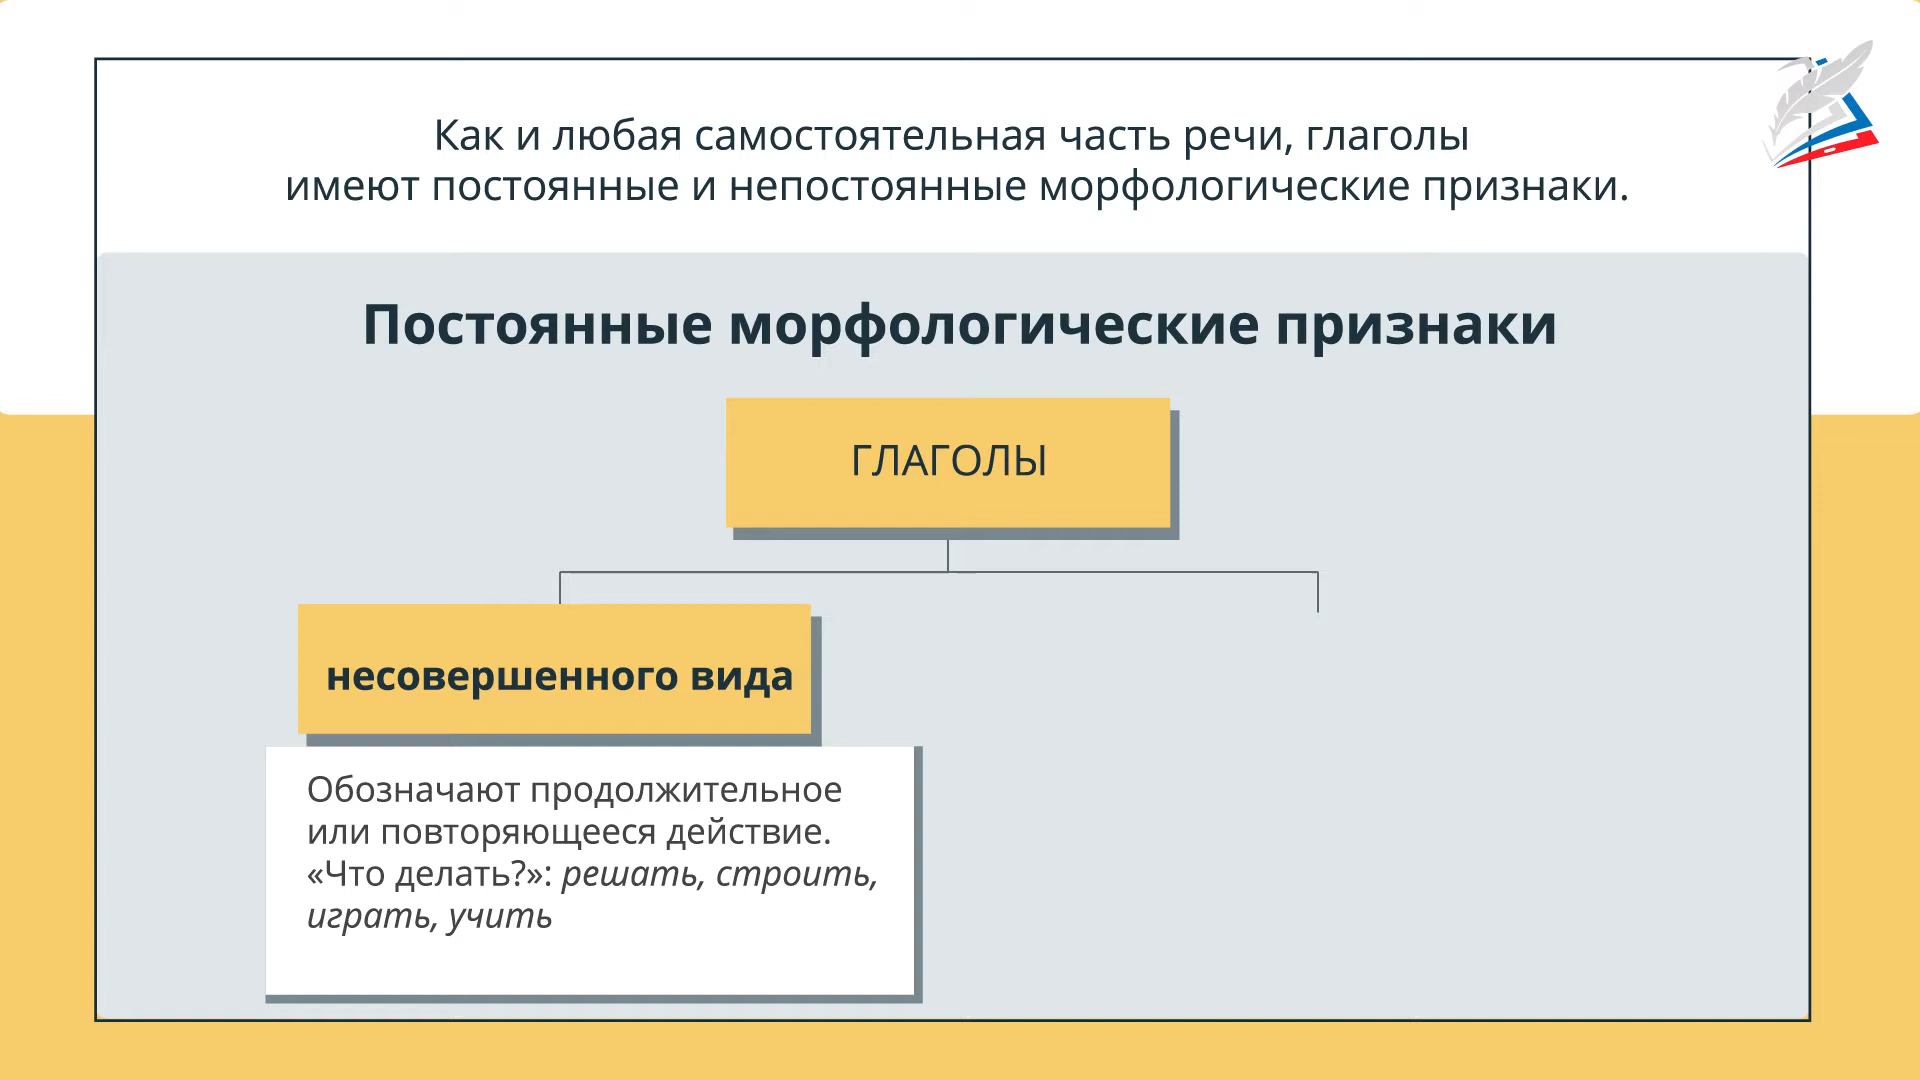 Как и любая самостоятельная часть речи, глаголы
имеют постоянные и непостоянные морфологические признаки.
Постоянные морфологические признаки
ГЛАГОЛЫ
несовершенного вида
Обозначают продолжительное
или повторяющееся действие.
«Что делать?»: решать, строить,
играть, учить